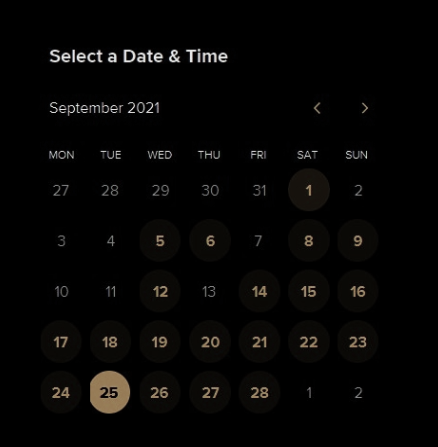 Select a Date & Time
September 2021
MON TUE WED THU FRI SAT SUN
27 28 29 30 31 1 2
3 4 5 6 7 8 9
10 11 12 13 14 15 16
17 18 19 20 21 22 23
24 25 26 27 28 1 2